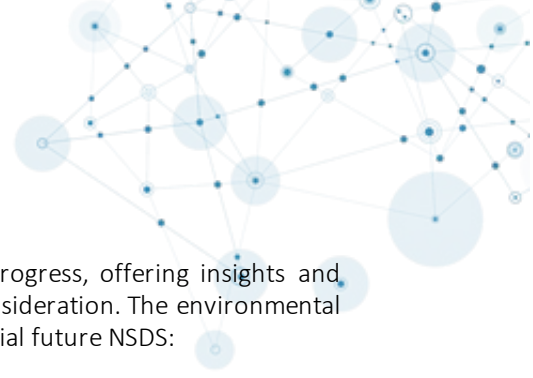 rogress, offering insights and
sideration. The environmental
ial future NSDS: